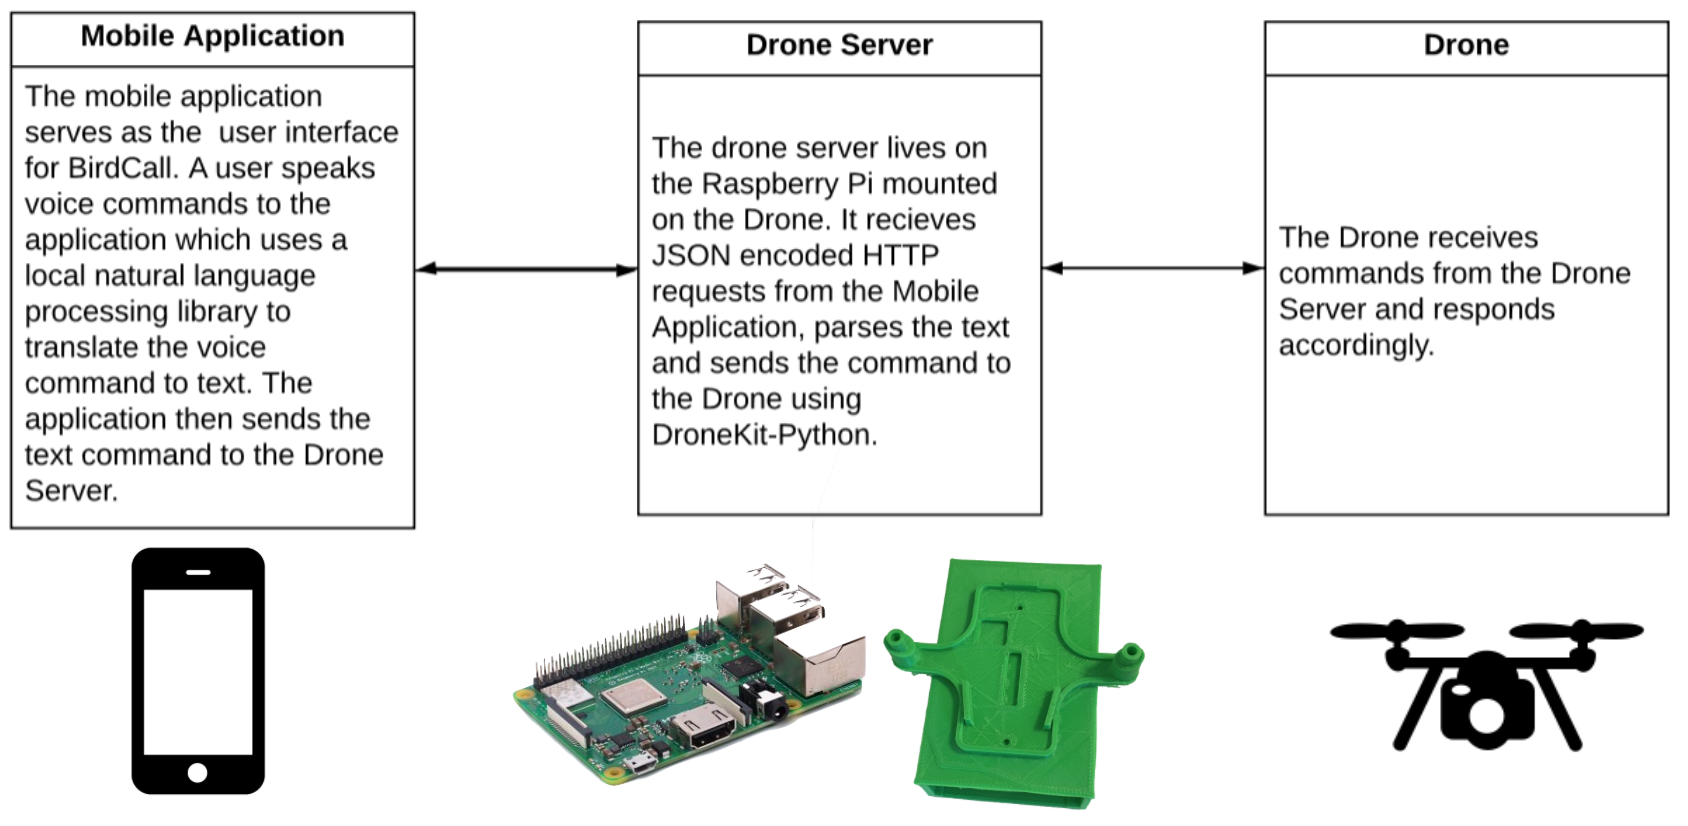 Mobile Application
The mobile application
serves as the  user interface
for BirdCall. A user speaks
voice commands to the
application which uses a
local natural language
processing library to
translate the voice
command to text. The
application then sends the
text command to the Drone
Server.
Drone Server
The drone server lives on
the Raspberry Pi mounted
on the Drone. It recieves
JSON encoded HTTP
requests from the Mobile
Application, parses the text
and sends the command to
the Drone using
DroneKit-Python.
Drone
The Drone receives
commands from the Drone
Server and responds
accordingly.